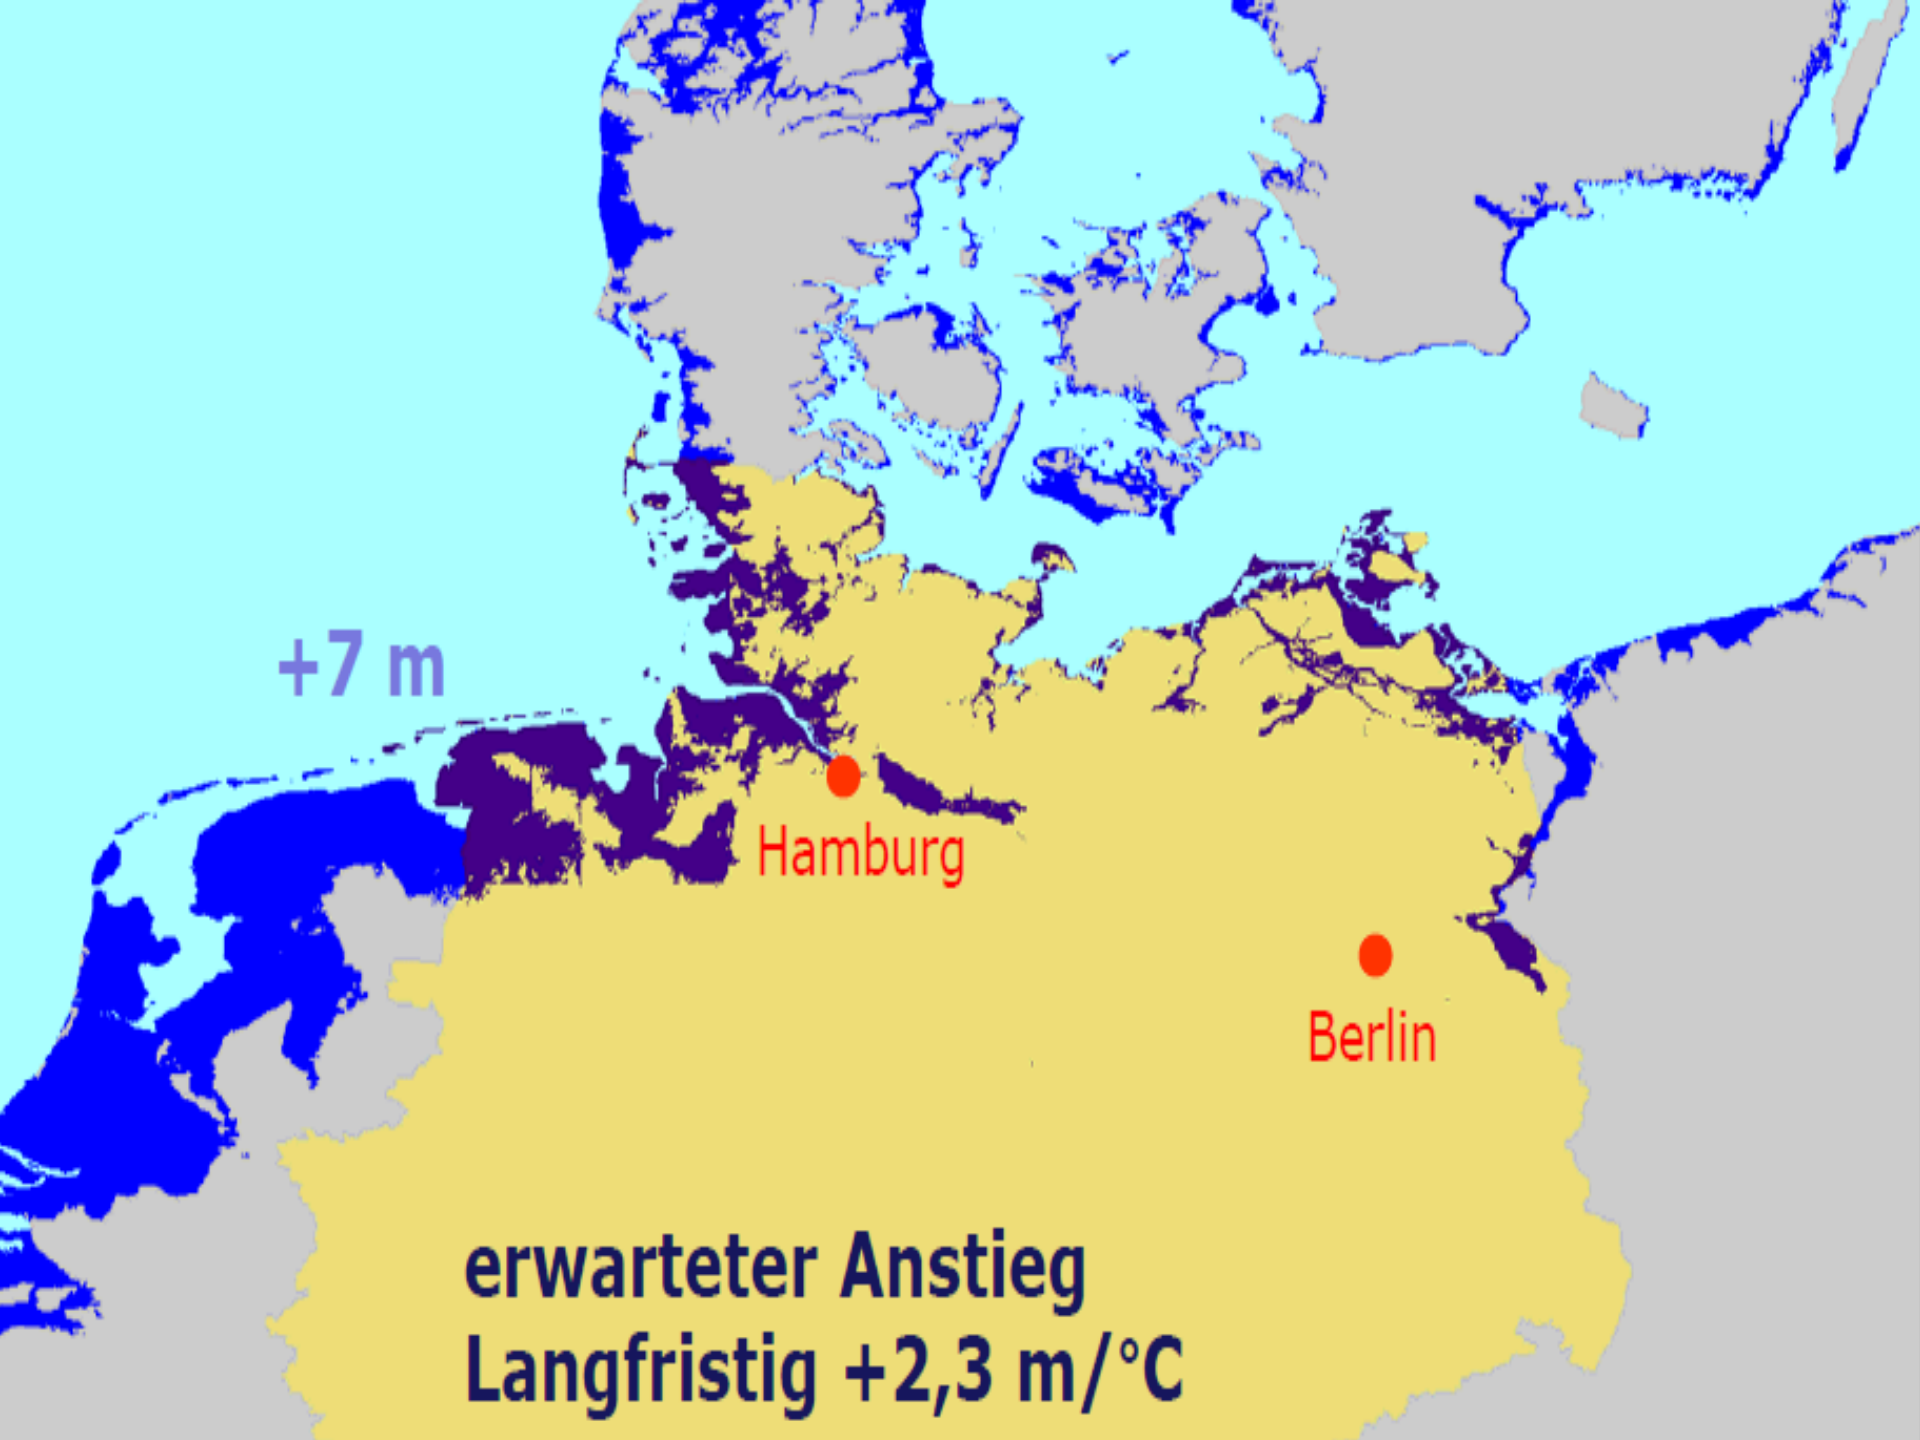 +7 m
Hamburg
Berlin
erwarteter Anstieg
Langfristig +2,3 m/°C